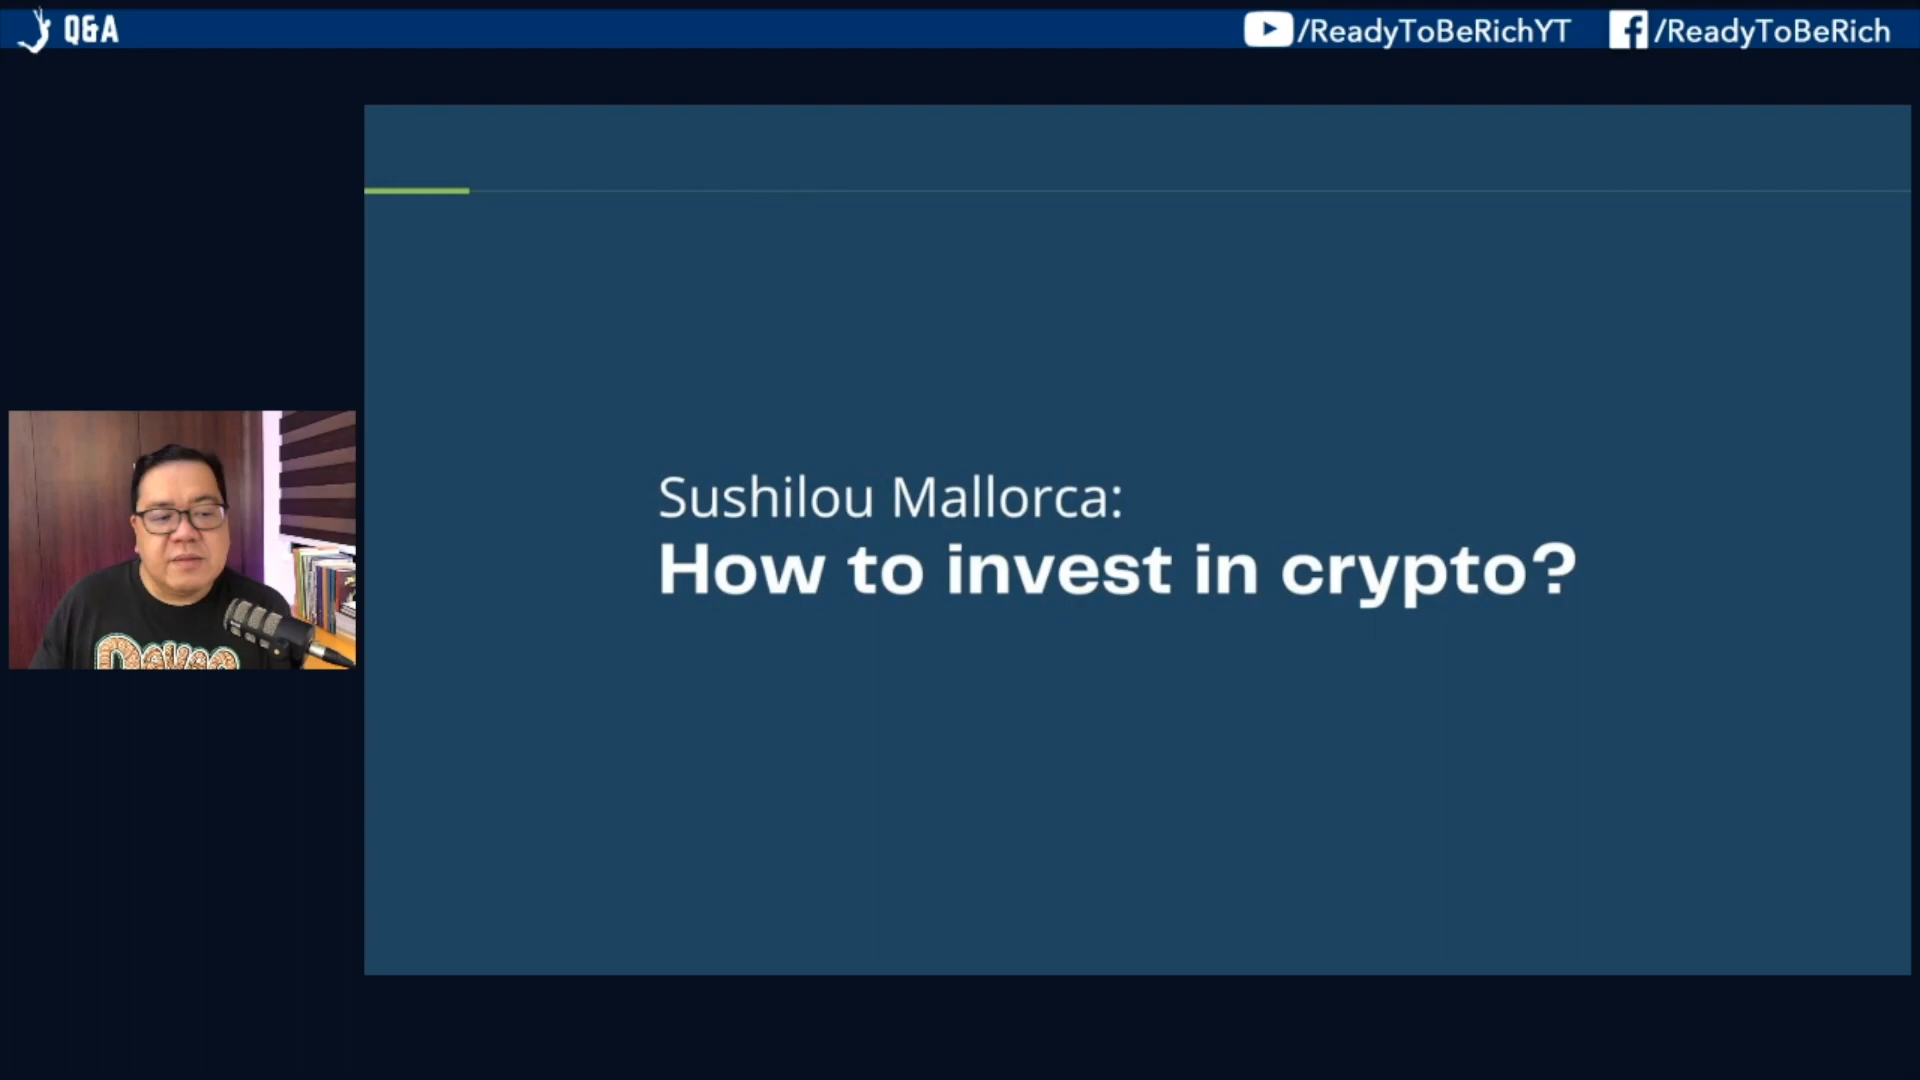 Q&A
/ReadyToBeRichYT
/ReadyToBeRich
Sushilou Mallorca:
How to invest in crypto?